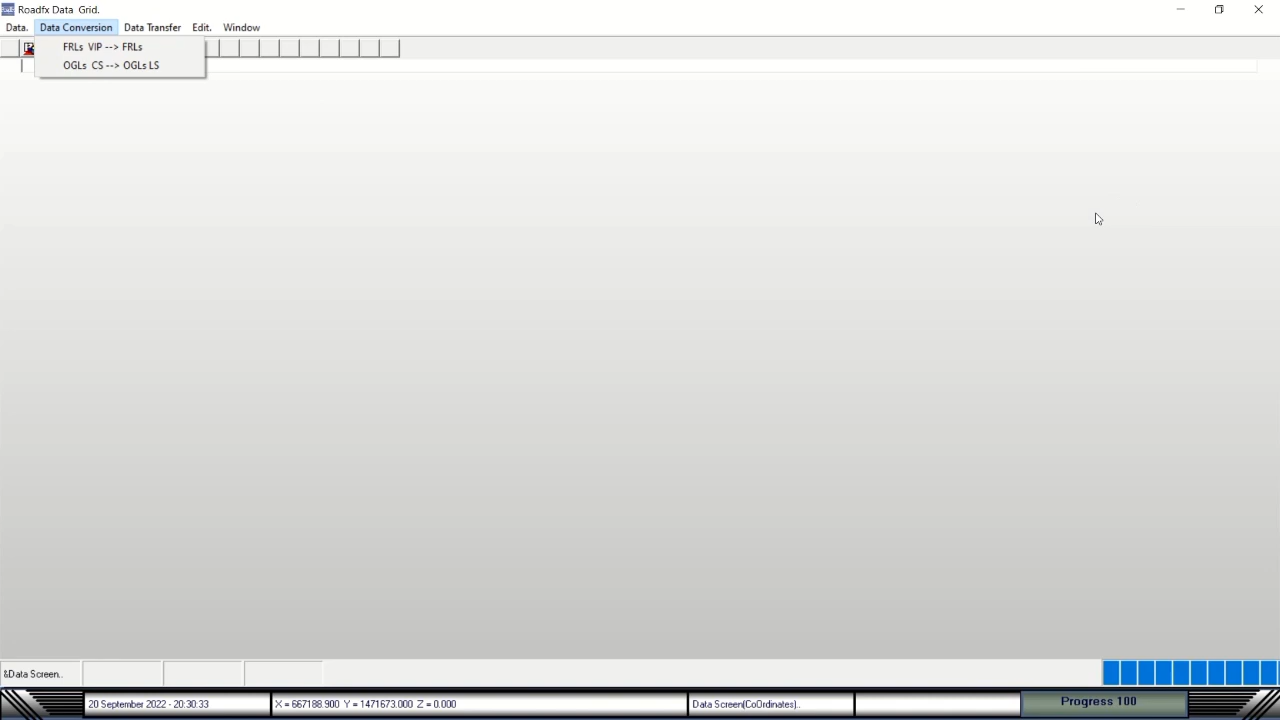 Roadfx Data Grid.
Data. Data Conversion Data Transfer Edit. Window
FRLs VIP --> FRLs
OGLs CS --> OGLs LS
&Data Screen..
20 September 2022 - 20:30:33 X = 667188.900 Y = 1471673.000 Z = 0.000 Data Screen(CoOrdinates).. Progress 100